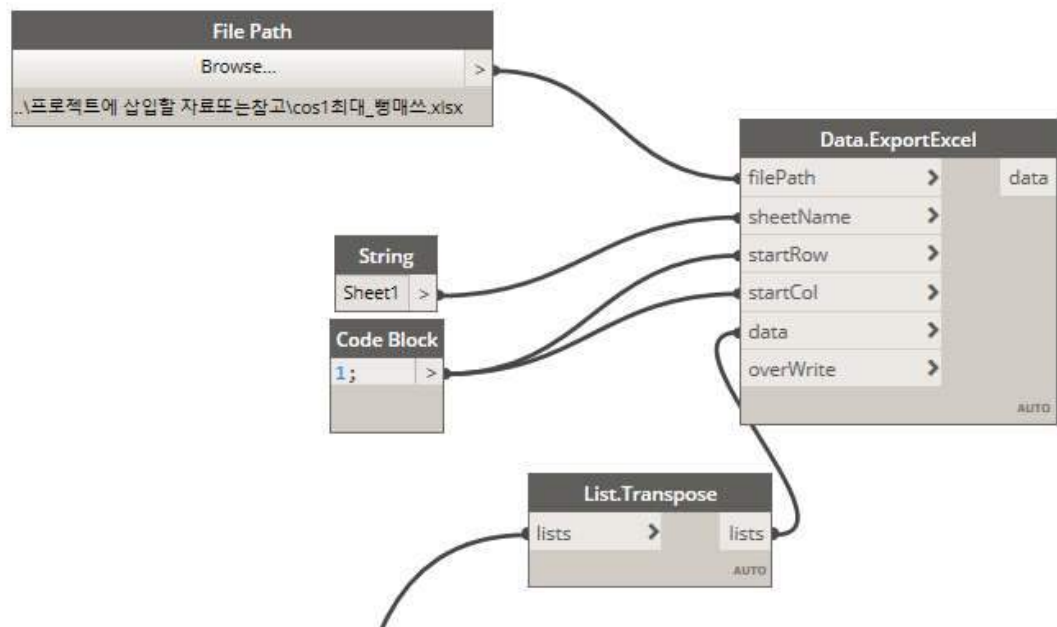 File Path
Browse...
>
..\프로젝트에 삽입할 자료또는참고\cos1최대_뻥매쓰.xlsx
Data.ExportExcel
filePath > data
sheetName >
startRow >
startCol >
data >
overWrite >
AUTO
String
Sheet1 >
Code Block
1; >
List.Transpose
lists > lists
AUTO